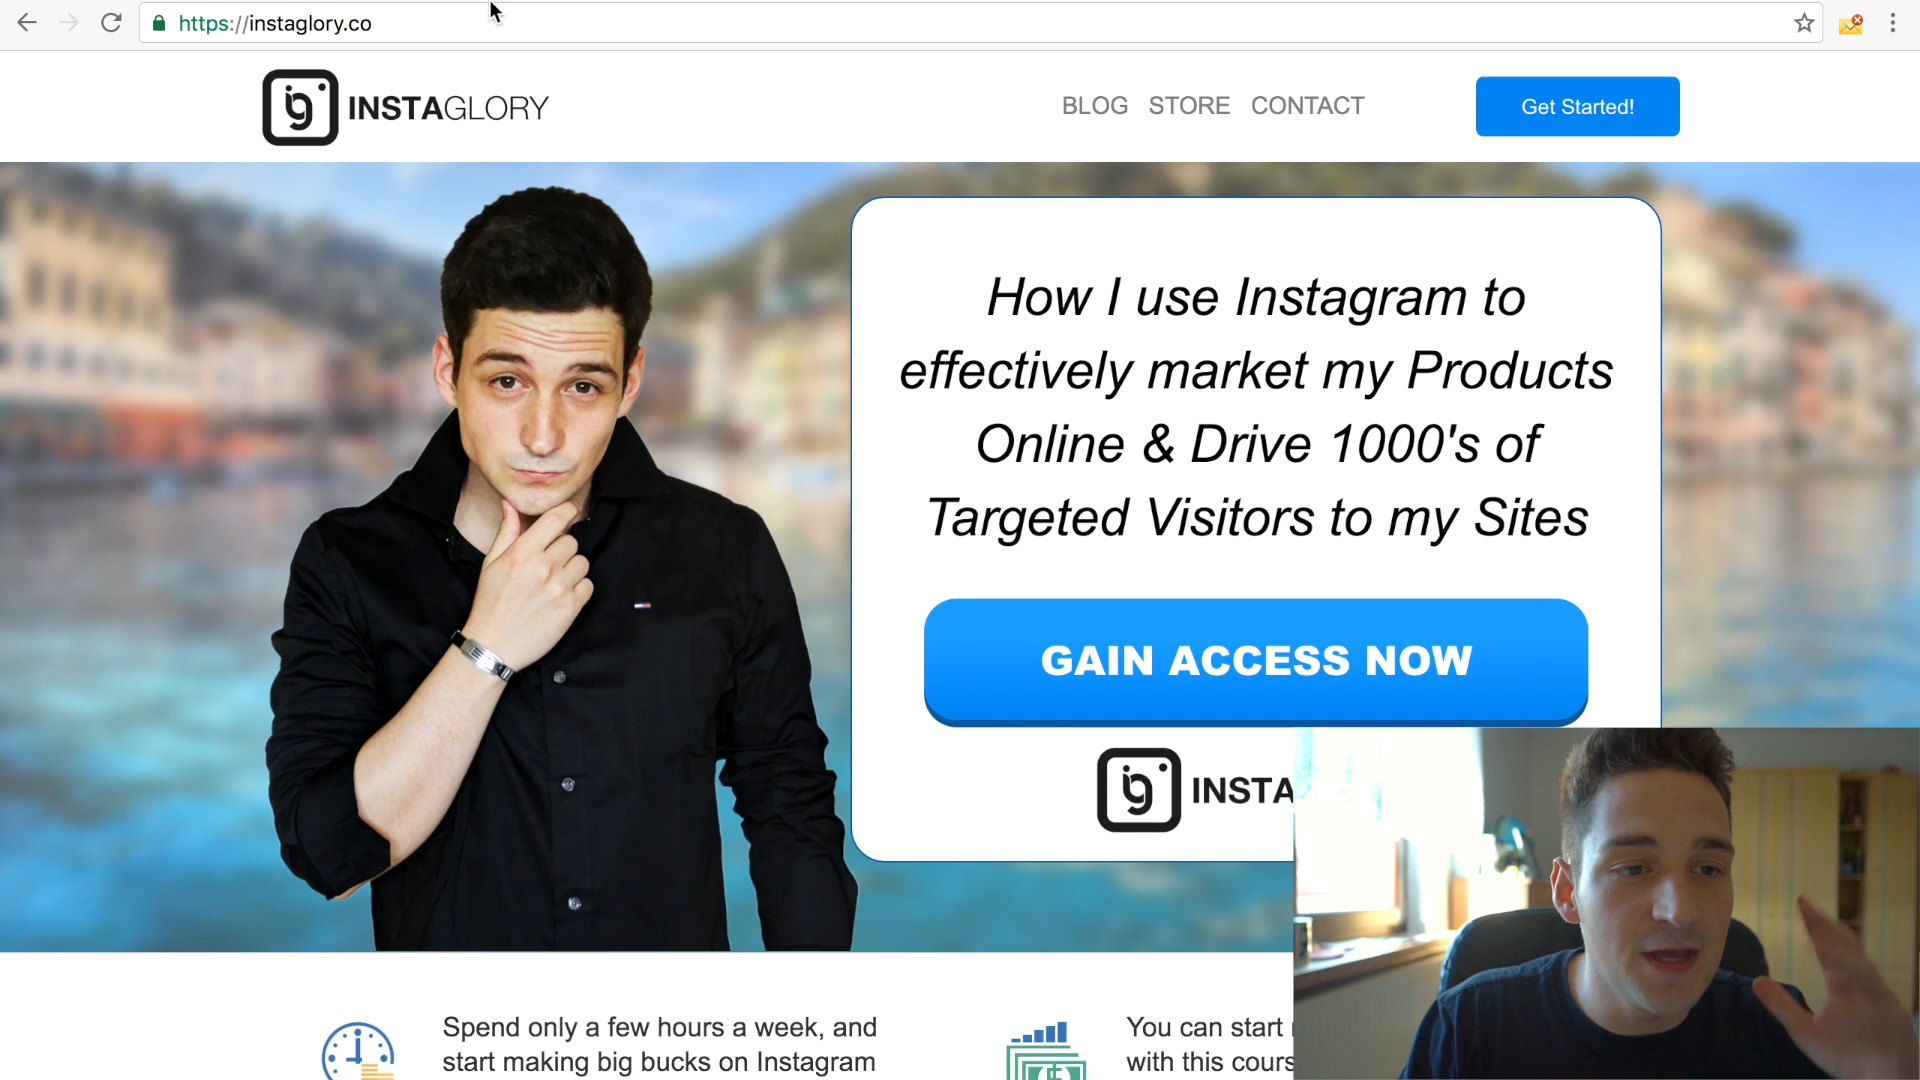 https://instaglory.co
INSTAGLORY
BLOG STORE CONTACT
Get Started!
How I use Instagram to
effectively market my Products
Online & Drive 1000's of
Targeted Visitors to my Sites
GAIN ACCESS NOW
INSTA
Spend only a few hours a week, and
start making big bucks on Instagram
You can start
with this